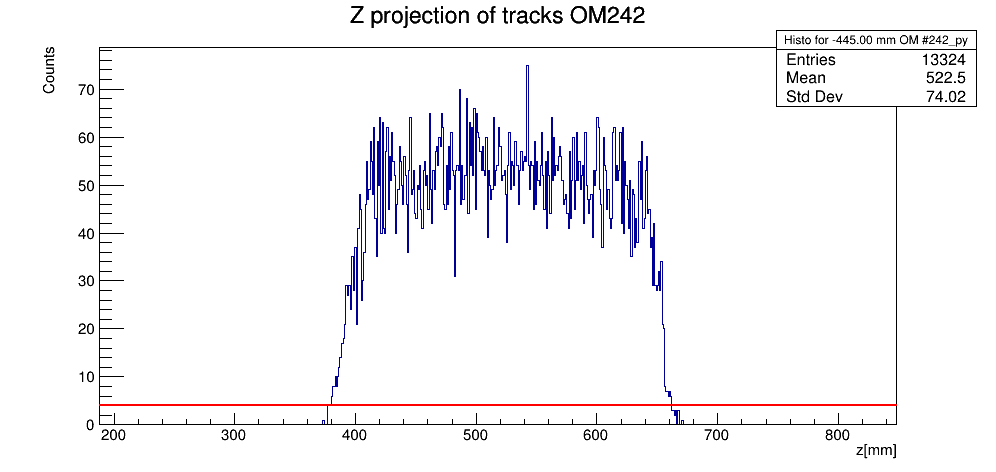 Z projection of tracks OM242
Histo for -445.00 mm OM #242_py
Entries 13324
Mean 522.5
Std Dev 74.02
Counts
70
60
50
40
30
20
10
0
200 300 400 500 600 700 800
z[mm]